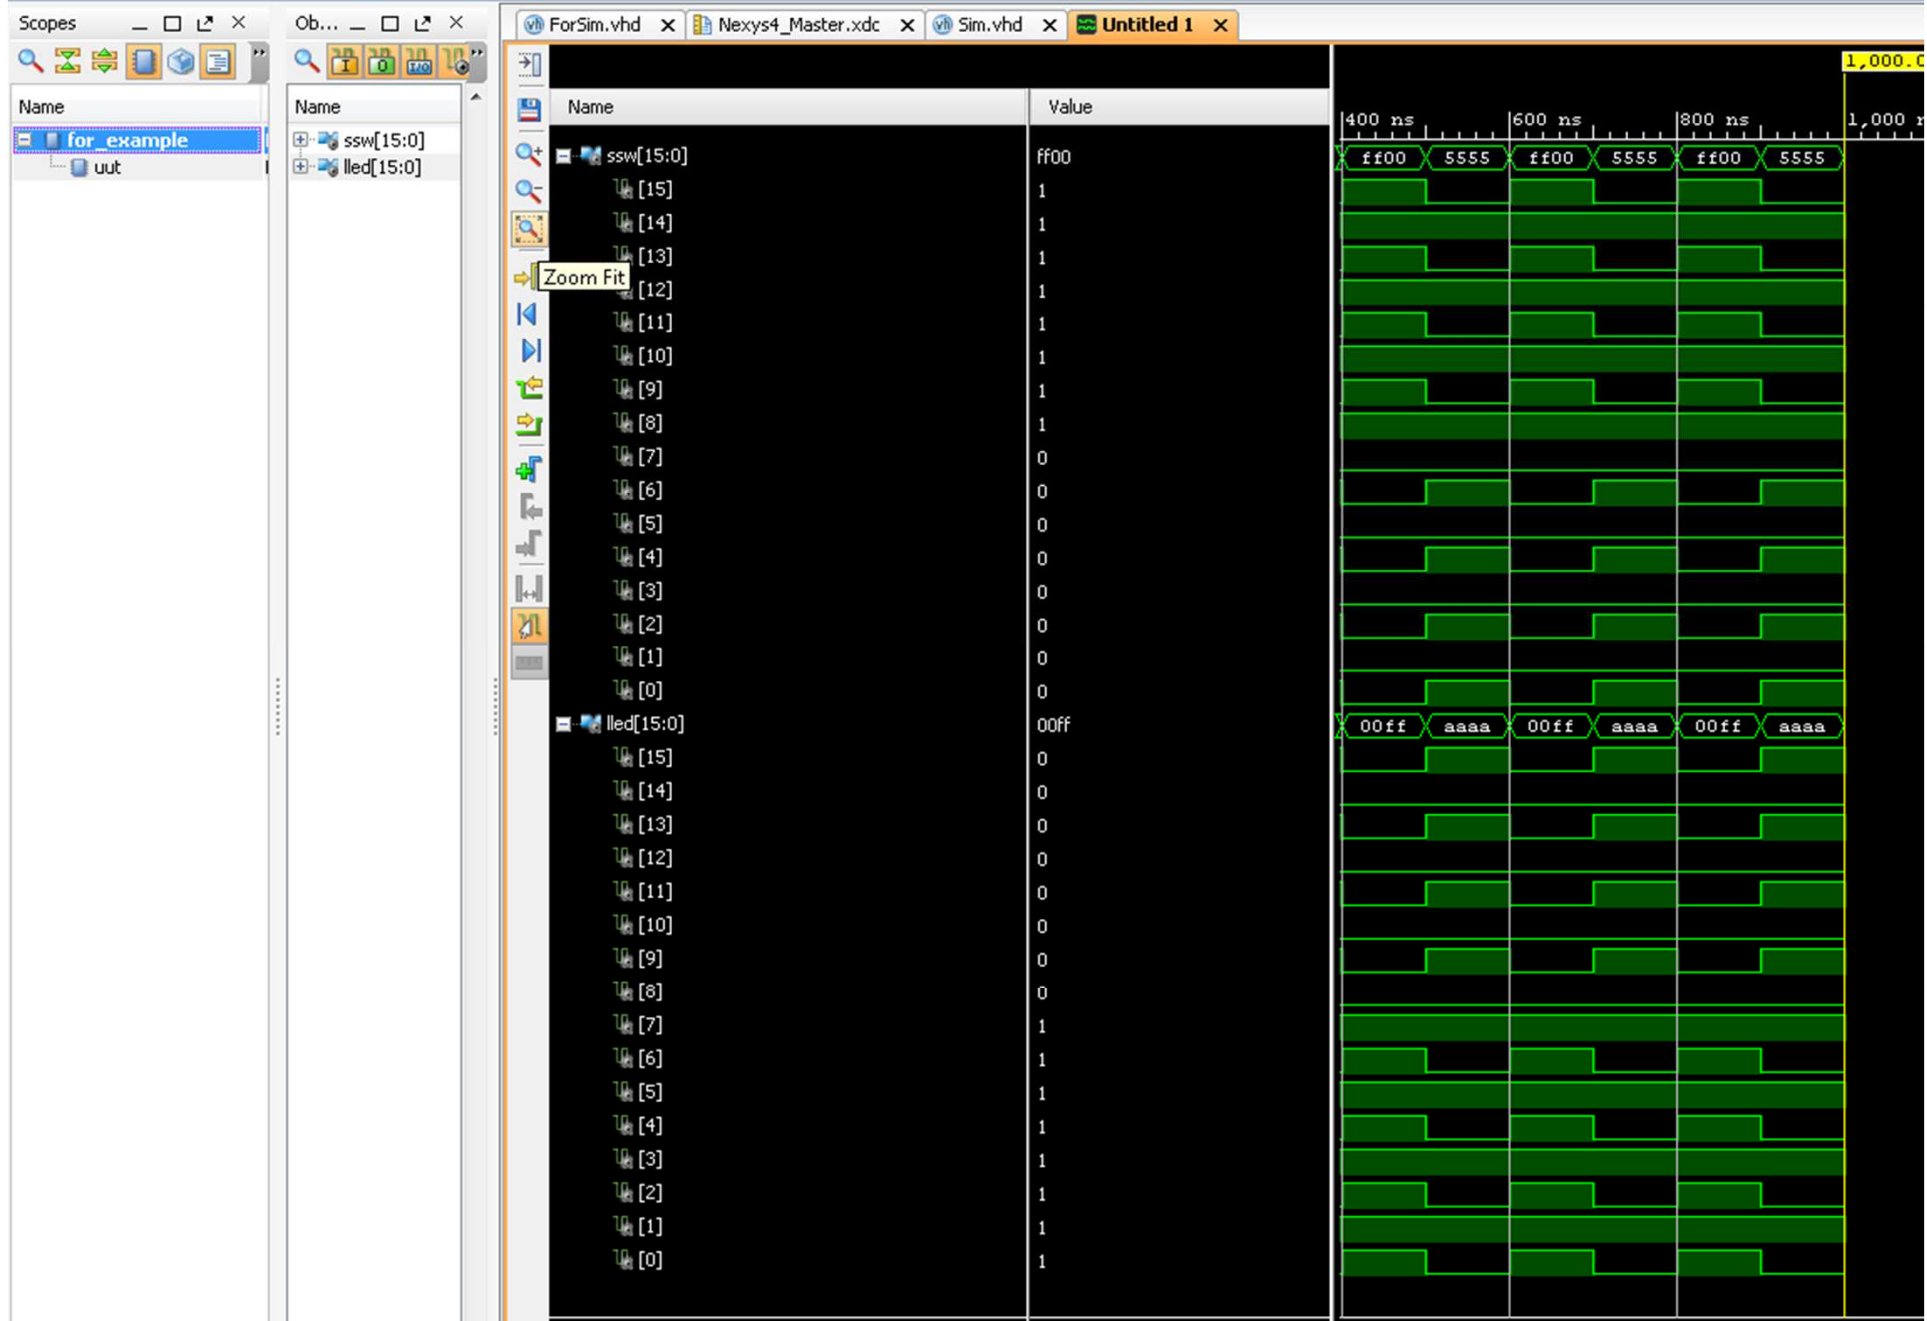 Scopes
Ob...
ForSim.vhd
Nexys4_Master.xdc
Sim.vhd
Untitled 1
1,000.0
Name
Name
Name
Value
400 ns
600 ns
800 ns
1,000
for_example
uut
ssw[15:0]
lled[15:0]
Zoom Fit
ssw[15:0] ff00 ff00 5555 ff00 5555 ff00 5555
[15] 1
[14] 1
[13] 1
[12] 1
[11] 1
[10] 1
[9] 1
[8] 1
[7] 0
[6] 0
[5] 0
[4] 0
[3] 0
[2] 0
[1] 0
[0] 0
lled[15:0] 00ff 00ff aaaa 00ff aaaa 00ff aaaa
[15] 0
[14] 0
[13] 0
[12] 0
[11] 0
[10] 0
[9] 0
[8] 0
[7] 1
[6] 1
[5] 1
[4] 1
[3] 1
[2] 1
[1] 1
[0] 1